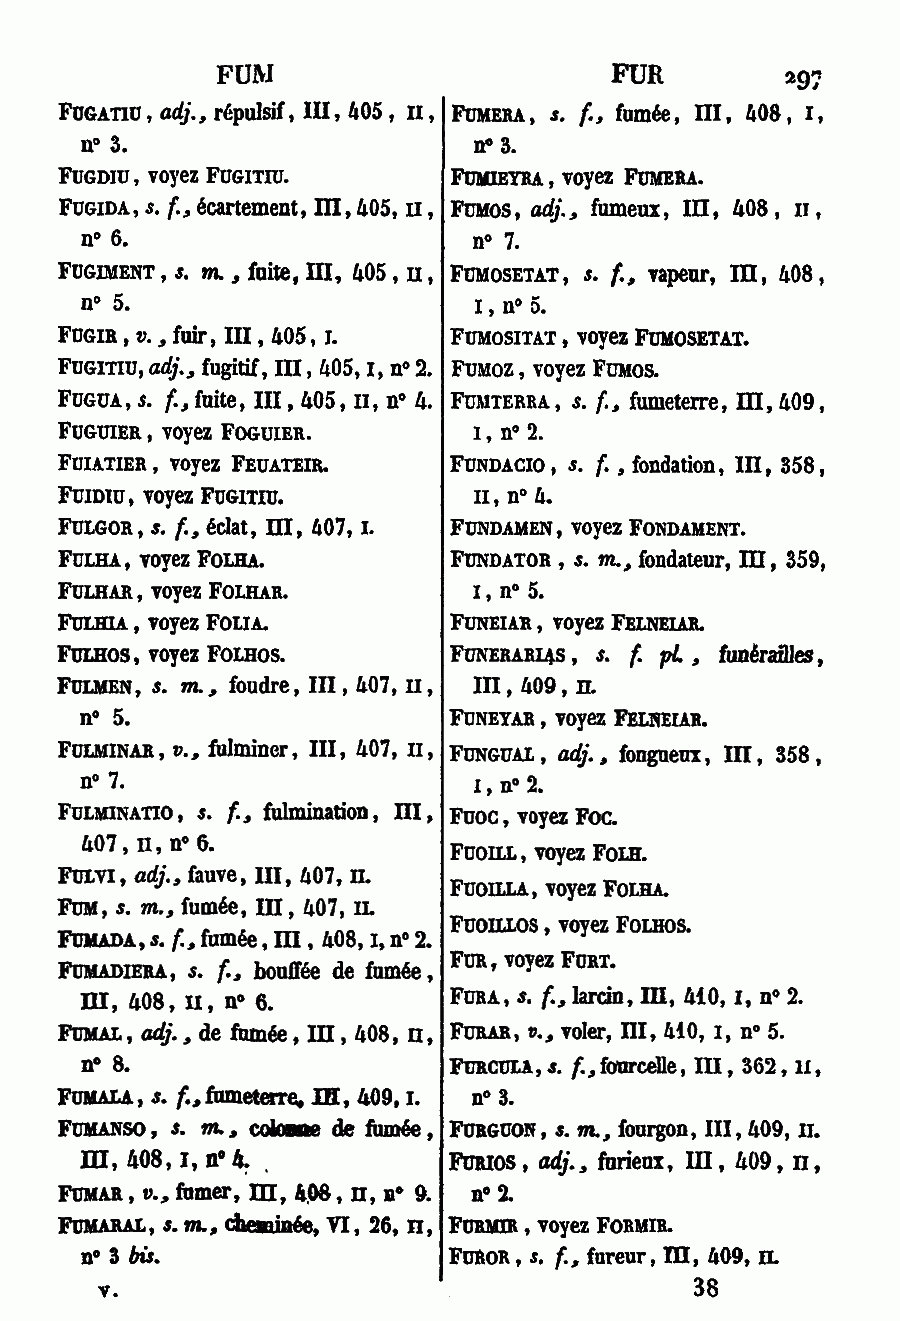 FUM FUR 297
FUGATIU, adj., répulsif, III, 405, II,
n° 3.
FUGDIU, voyez FUGITIU.
FUGIDA, s. f., écartement, III, 405, II,
n° 6.
FUGIMENT, s. m., fuite, III, 405, II,
n° 5.
FUGIR, v., fuir, III, 405, I.
FUGITIU, adj., fugitif, III, 405, I, n° 2.
FUGUA, s. f., fuite, III, 405, II, n° 4.
FUGUIER, voyez FOGUIER.
FUIATIER, voyez FEUATEIR.
FUIDIU, voyez FUGITIU.
FULGOR, s. f., éclat, III, 407, I.
FULHA, voyez FOLHA.
FULHAR, voyez FOLHAR.
FULHIA, voyez FOLIA.
FULHOS, voyez FOLHOS.
FULMEN, s. m., foudre, III, 407, II,
n° 5.
FULMINAR, v., fulminer, III, 407, II,
n° 7.
FULMINATIO, s. f., fulmination, III,
407, II, n° 6.
FULVI, adj., fauve, III, 407, II.
FUM, s. m., fumée, III, 407, II.
FUMADA, s. f., fumée, III, 408, I, n° 2.
FUMADIERA, s. f., bouffée de fumée,
III, 408, II, n° 6.
FUMAL, adj., de fumée, III, 408, II,
n° 8.
FUMALA, s. f., fumeterre, III, 409, I.
FUMANSO, s. m., colonne de fumée,
III, 408, I, n° 4.
FUMAR, v., fumer, III, 408, II, n° 9.
FUMARAL, s. m., cheminée, VI, 26, II,
n° 3 bis.
V.
FUMERA, s. f., fumée, III, 408, I,
n° 3.
FUMIEYRA, voyez FUMERA.
FUMOS, adj., fumeux, III, 408, II,
n° 7.
FUMOSETAT, s. f., vapeur, III, 408,
I, n° 5.
FUMOSITAT, voyez FUMOSETAT.
FUMOZ, voyez FUMOS.
FUMTERRA, s. f., fumeterre, III, 409,
I, n° 2.
FUNDACIO, s. f., fondation, III, 358,
II, n° 4.
FUNDAMEN, voyez FONDAMENT.
FUNDATOR, s. m., fondateur, III, 359,
I, n° 5.
FUNEIAR, voyez FELNEIAR.
FUNERARIAS, s. f. pl., funérailles,
III, 409, II.
FUNEYAR, voyez FELNEIAR.
FUNGUAL, adj., fongueux, III, 358,
I, n° 2.
FUOC, voyez FOC.
FUOILL, voyez FOLH.
FUOILLA, voyez FOLHA.
FUOILLOS, voyez FOLHOS.
FUR, voyez FURT.
FURA, s. f., larcin, III, 410, I, n° 2.
FURAR, v., voler, III, 410, I, n° 5.
FURCULA, s. f., fourcelle, III, 362, II,
n° 3.
FURGUON, s. m., fourgon, III, 409, II.
FURIOS, adj., furieux, III, 409, II,
n° 2.
FURMIR, voyez FORMIR.
FUROR, s. f., fureur, III, 409, II.
38